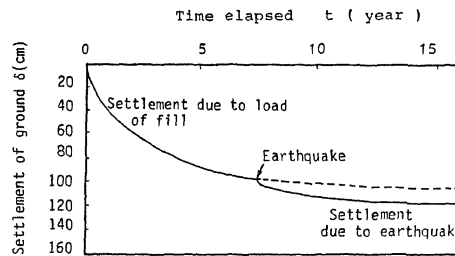 Time elapsed t ( year )
0 5 10 15
Settlement of ground δ(cm)
20
40
60
80
100
120
140
160
Settlement due to load
of fill
Earthquake
Settlement
due to earthquak